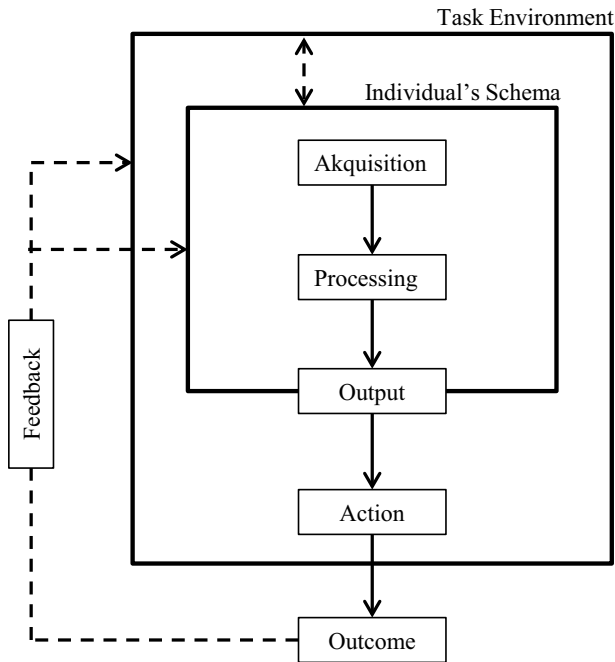 Task Environment
Individual's Schema
Akquisition
Processing
Output
Feedback
Action
Outcome